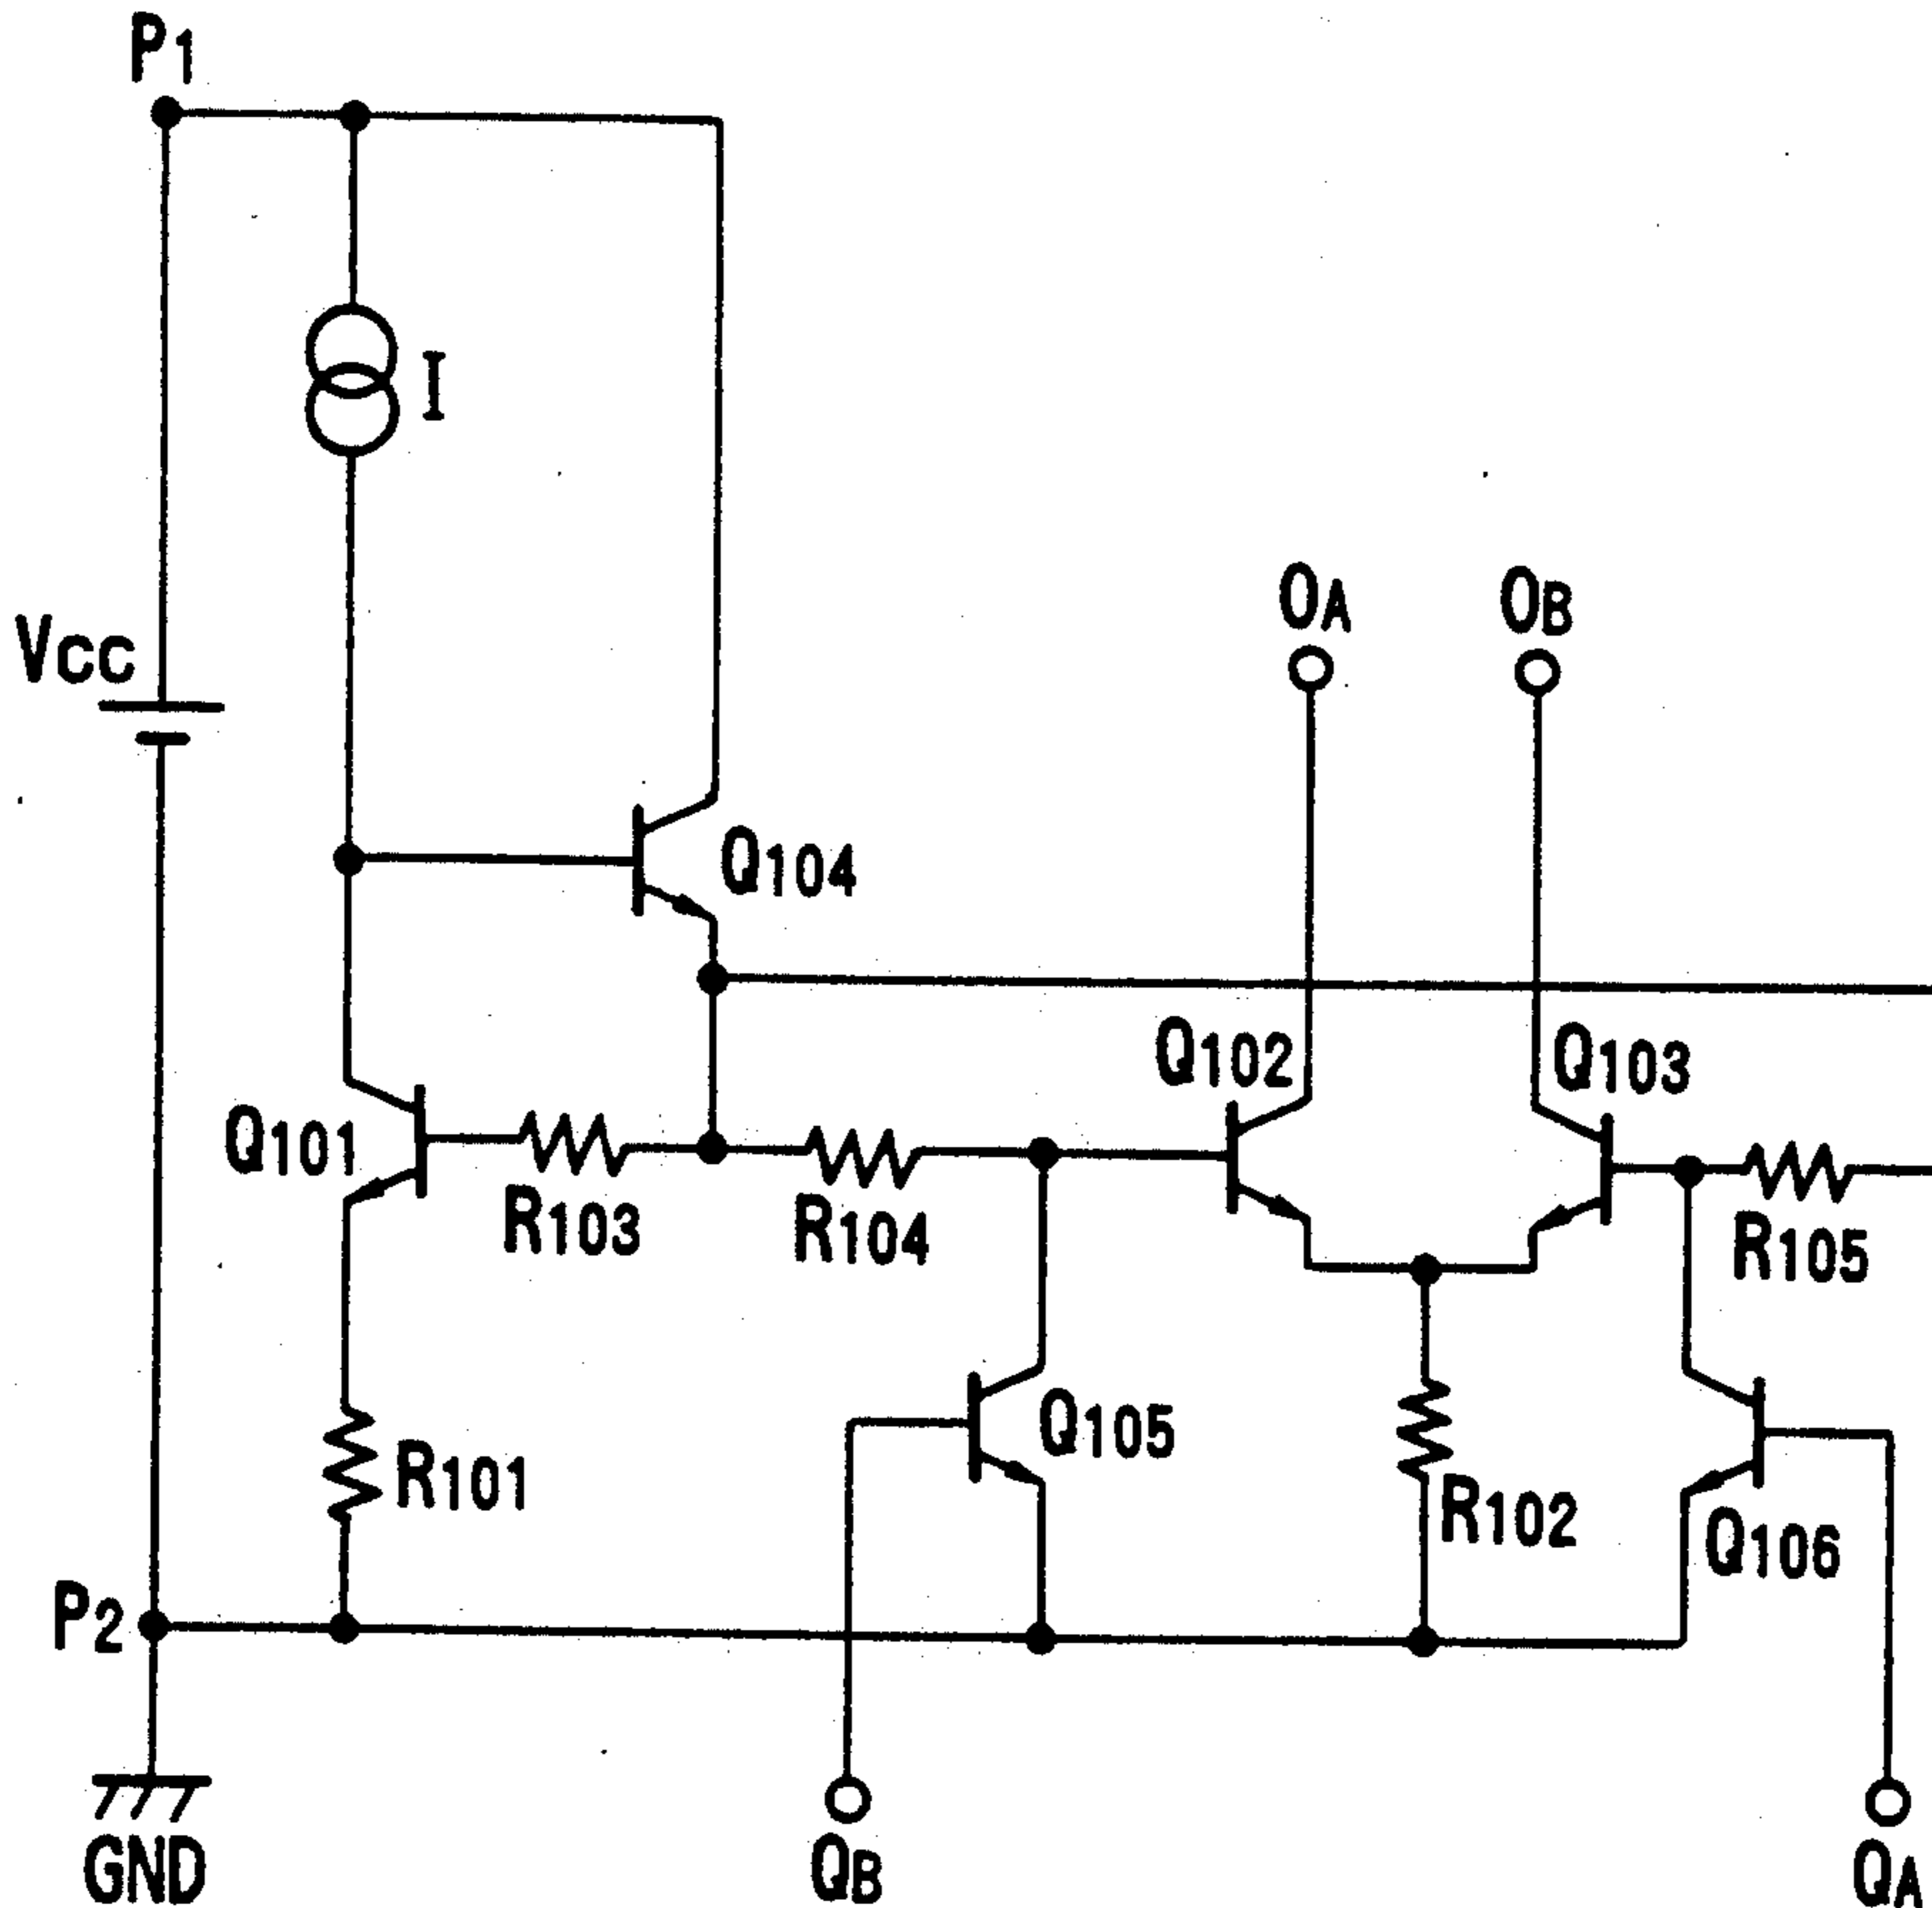 P1
I
VCC
OA
OB
Q104
Q102
Q103
Q101
R103
R104
R105
Q105
R101
R102
Q106
P2
GND
QB
QA